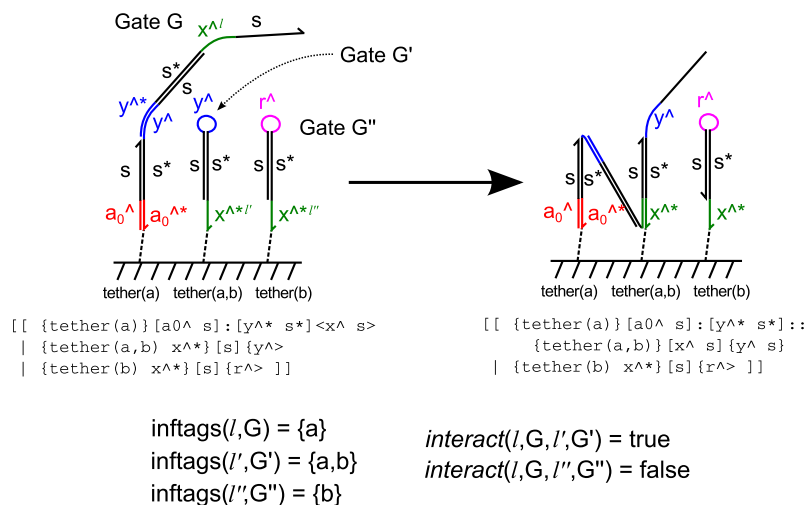 Gate G
x^l
s
s*
s
Gate G'
y^*
y^
y^
r^
Gate G''
s
s*
s
s*
s
s*
a0^
a0^*
x^*l'
x^*l''
tether(a)
tether(a,b)
tether(b)
[[ {tether(a)}[a0^ s]:[y^* s*]<x^ s>
| {tether(a,b) x^*}[s]{y^>
| {tether(b) x^*}[s]{r^> ]]
y^
r^
s
s*
s
s*
s
s*
a0^
a0^*
x^*
x^*
tether(a)
tether(a,b)
tether(b)
[[ {tether(a)}[a0^ s]:[y^* s*]::
{tether(a,b)}[x^ s]{y^ s}
| {tether(b) x^*}[s]{r^> ]]
inftags(l,G) = {a}
inftags(l',G') = {a,b}
inftags(l'',G'') = {b}
interact(l,G,l',G') = true
interact(l,G,l'',G'') = false